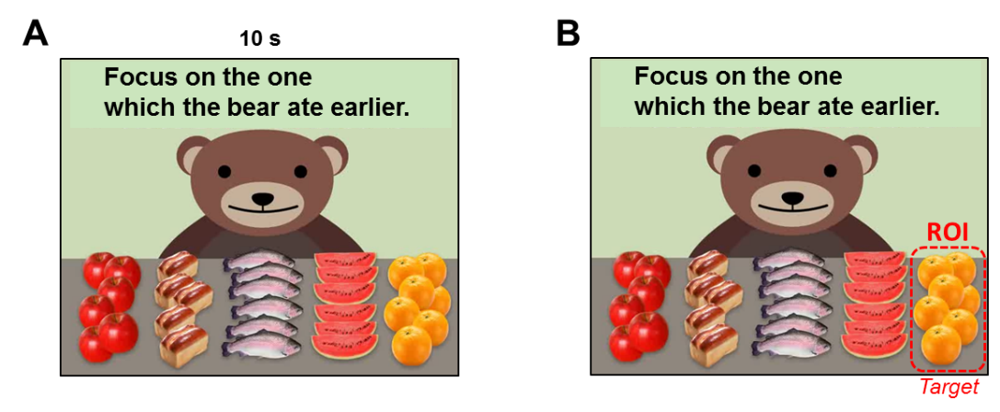 A
10 s
Focus on the one
which the bear ate earlier.
B
Focus on the one
which the bear ate earlier.
ROI
Target